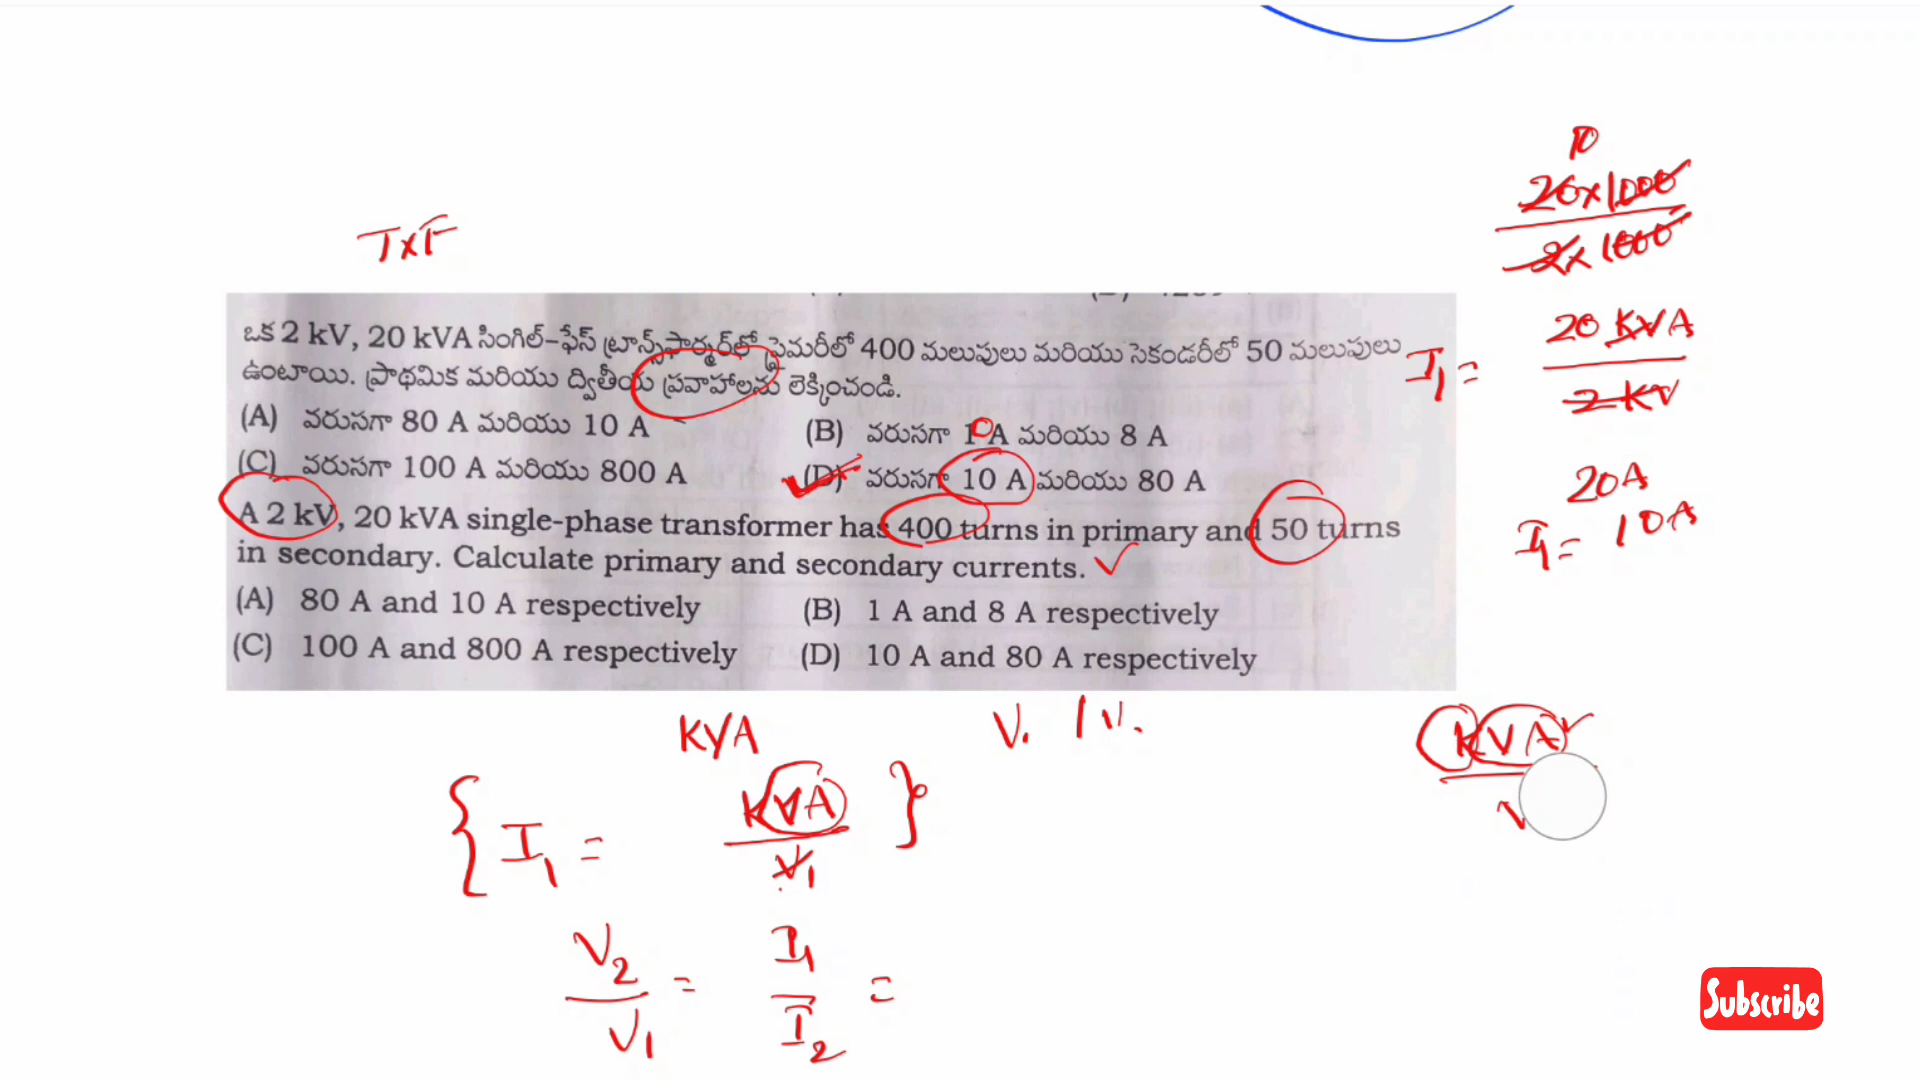 10
20x1000
2x1000
TxF
ఒక 2 kV, 20 kVA సింగిల్-ఫేస్ ట్రాన్స్‌ఫార్మర్‌లో ప్రైమరీలో 400 మలుపులు మరియు సెకండరీలో 50 మలుపులు
ఉంటాయి. ప్రాథమిక మరియు ద్వితీయ ప్రవాహాలను లెక్కించండి.
(A) వరుసగా 80 A మరియు 10 A
(B) వరుసగా 1 A మరియు 8 A
(C) వరుసగా 100 A మరియు 800 A
(D) వరుసగా 10 A మరియు 80 A
A 2 kV, 20 kVA single-phase transformer has 400 turns in primary and 50 turns
in secondary. Calculate primary and secondary currents.
(A) 80 A and 10 A respectively
(B) 1 A and 8 A respectively
(C) 100 A and 800 A respectively
(D) 10 A and 80 A respectively
I1 = 20 KVA
2 KV
20A
I1 = 10A
KVA
V. / V.
KVA
V
{ I1 = KVA }
V1
V2 = I1 =
V1 I2
Subscribe